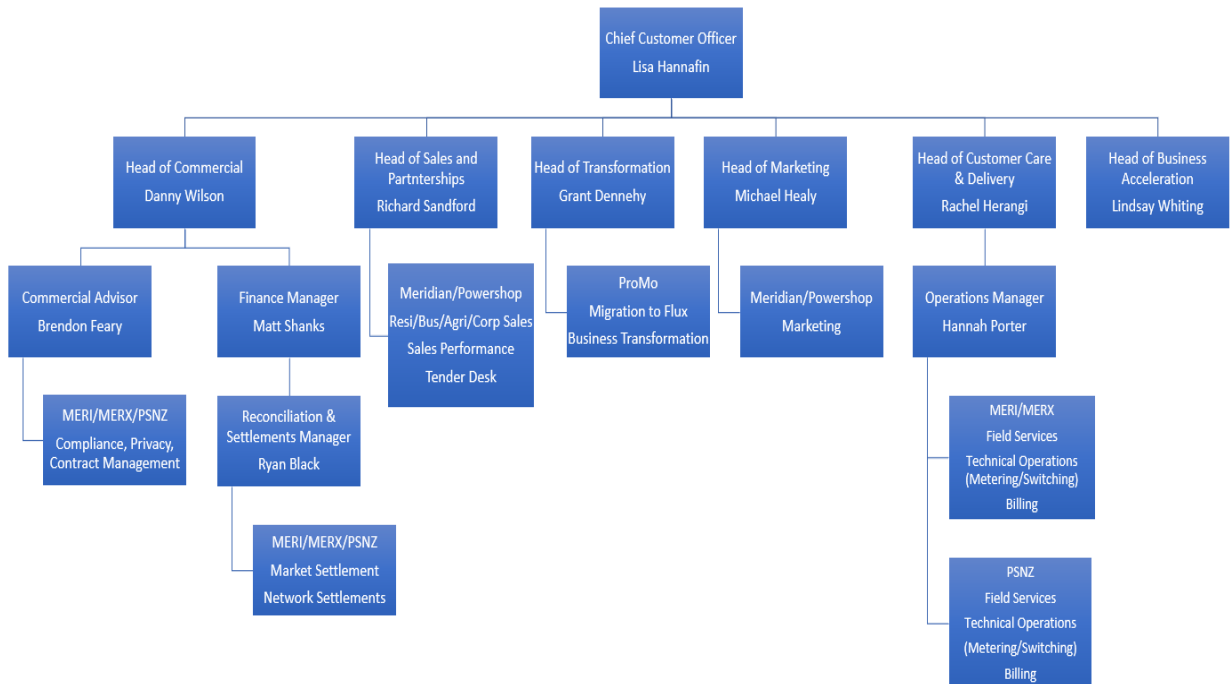 Chief Customer Officer
Lisa Hannafin
Head of Commercial
Danny Wilson
Head of Sales and
Partnterships
Richard Sandford
Head of Transformation
Grant Dennehy
Head of Marketing
Michael Healy
Head of Customer Care
& Delivery
Rachel Herangi
Head of Business
Acceleration
Lindsay Whiting
Commercial Advisor
Brendon Feary
Finance Manager
Matt Shanks
Meridian/Powershop
Resi/Bus/Agri/Corp Sales
Sales Performance
Tender Desk
ProMo
Migration to Flux
Business Transformation
Meridian/Powershop
Marketing
Operations Manager
Hannah Porter
MERI/MERX/PSNZ
Compliance, Privacy,
Contract Management
Reconciliation &
Settlements Manager
Ryan Black
MERI/MERX
Field Services
Technical Operations
(Metering/Switching)
Billing
MERI/MERX/PSNZ
Market Settlement
Network Settlements
PSNZ
Field Services
Technical Operations
(Metering/Switching)
Billing